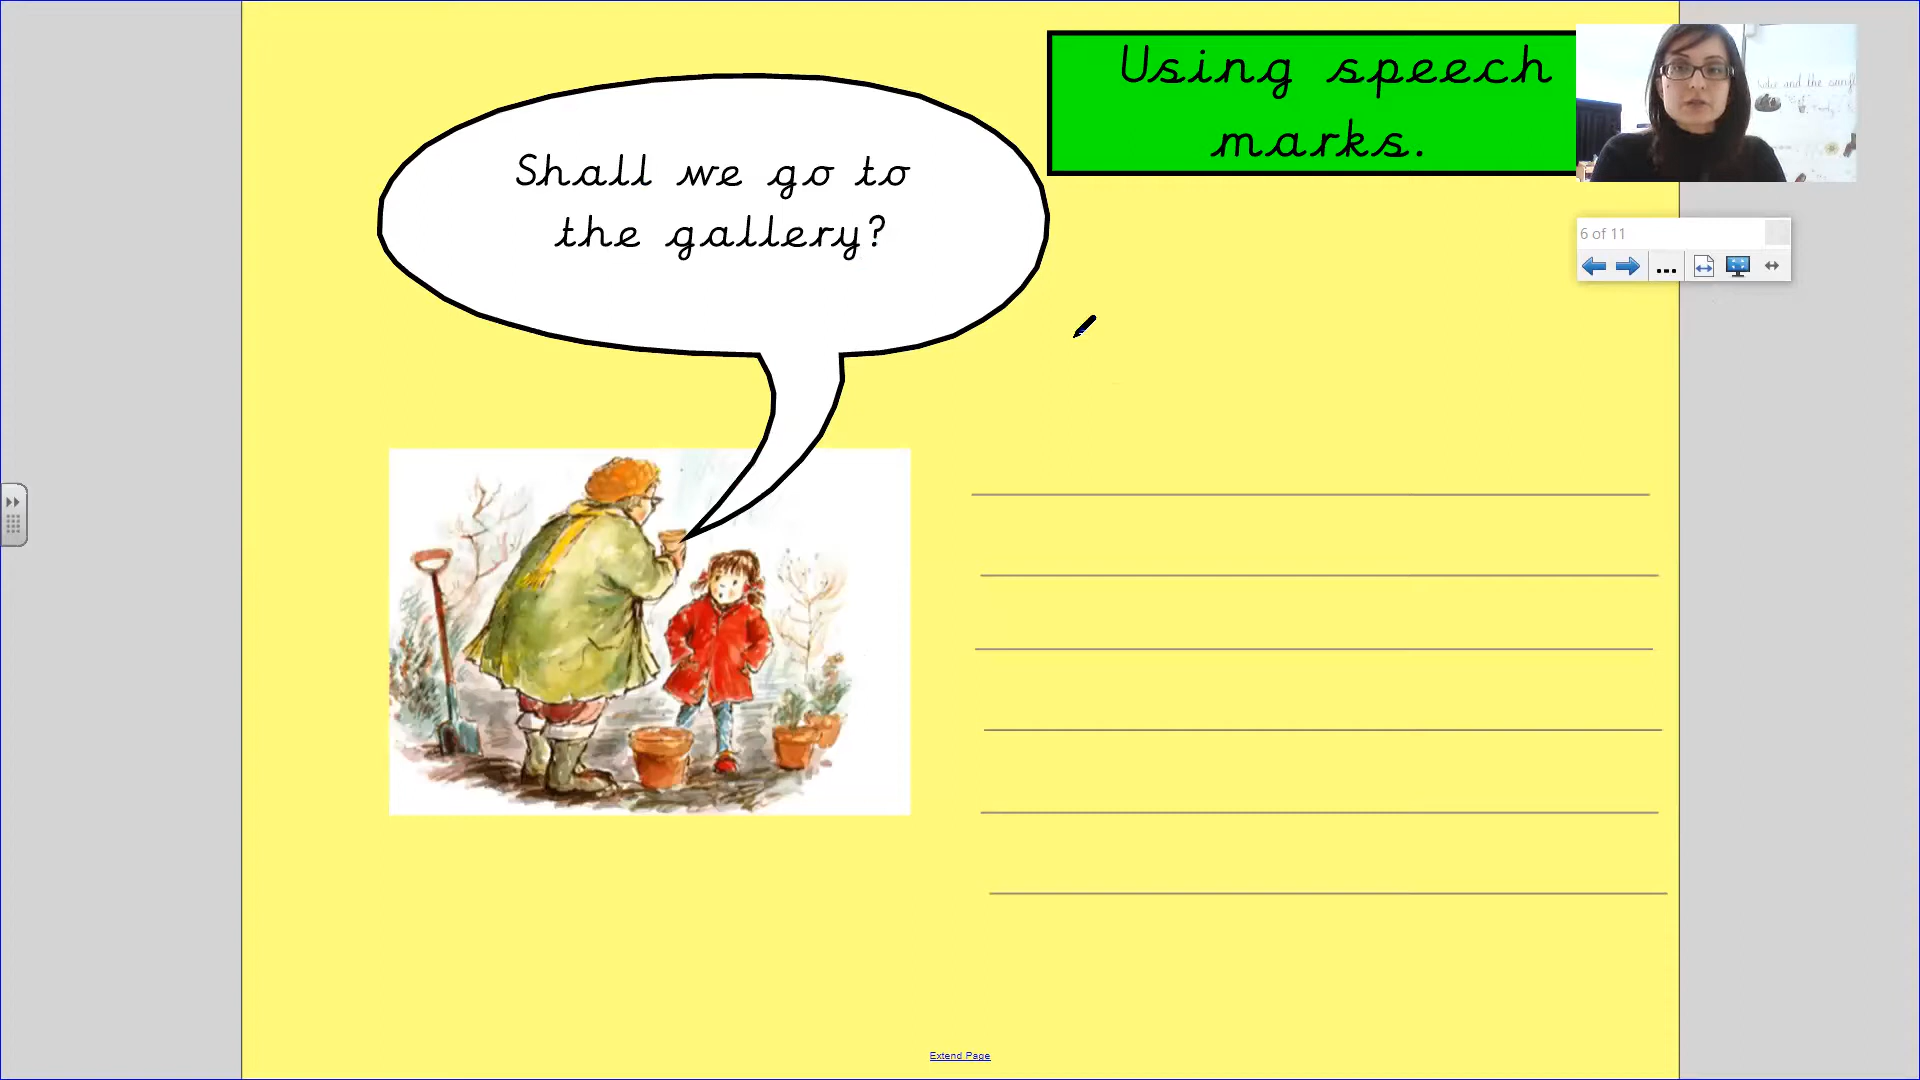 Using speech
marks.
Shall we go to
the gallery?
6 of 11
...
Extend Page